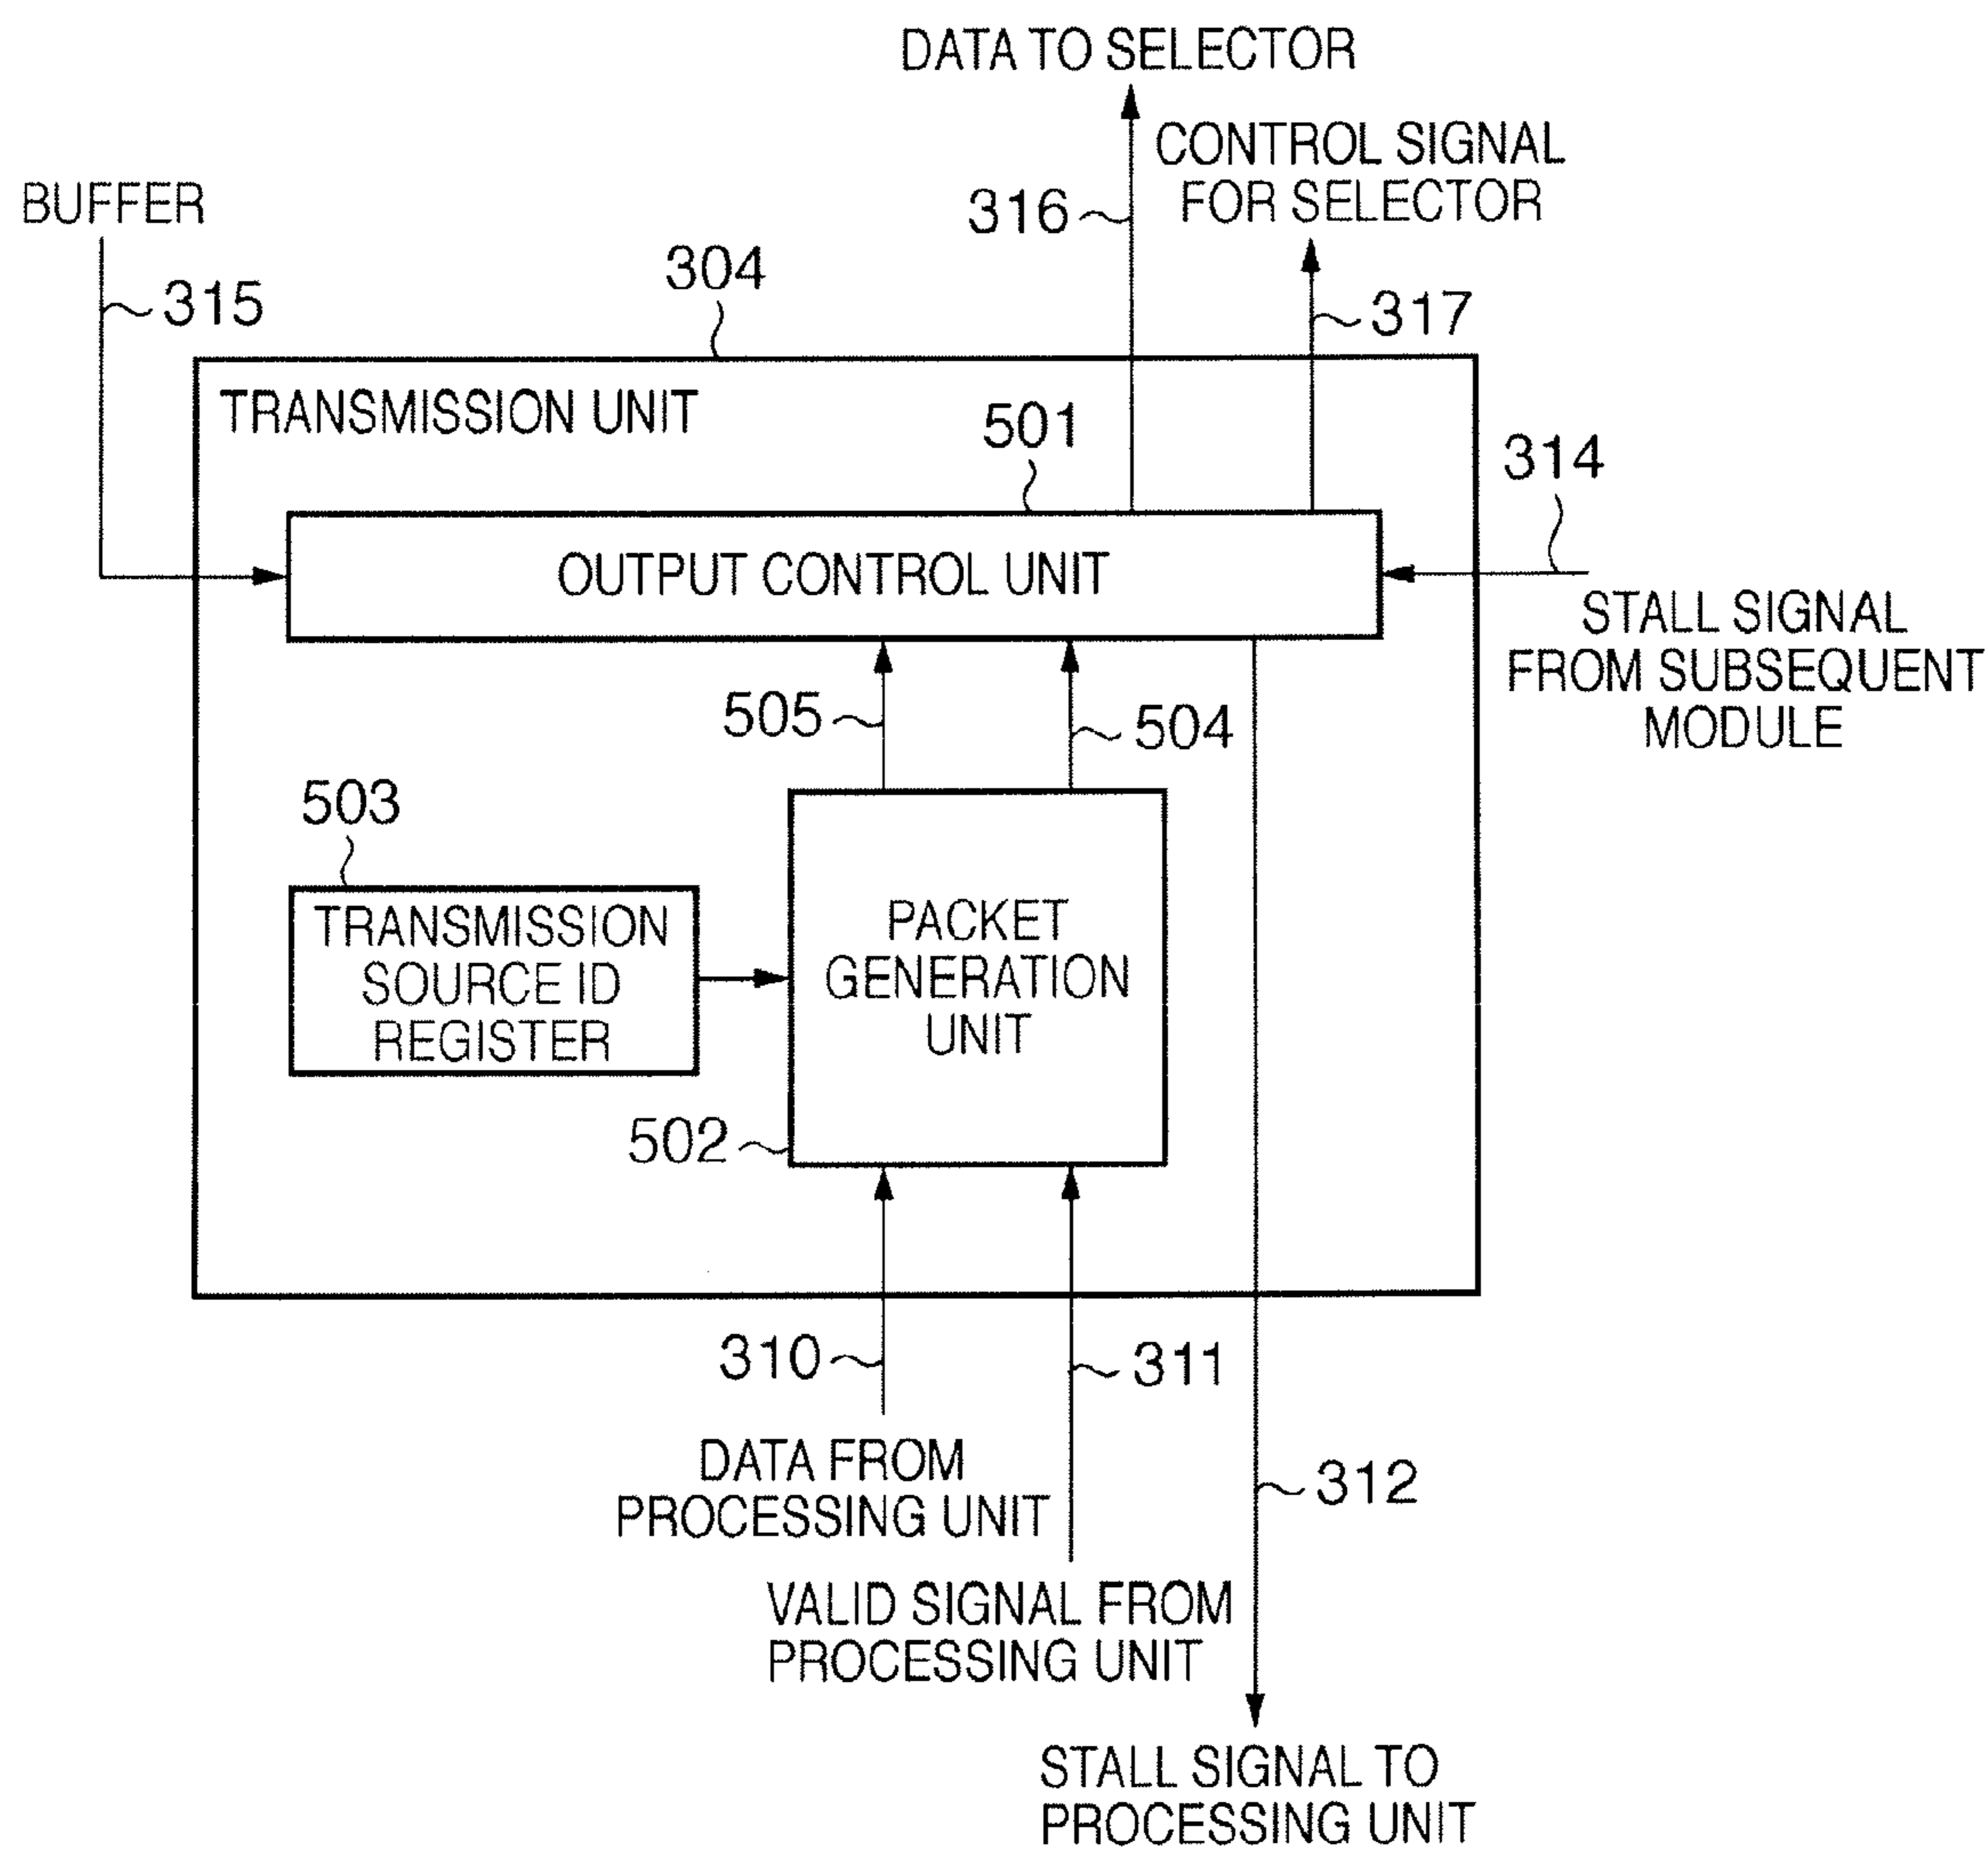 DATA TO SELECTOR
CONTROL SIGNAL
FOR SELECTOR
316
BUFFER
304
315
317
TRANSMISSION UNIT
501
314
OUTPUT CONTROL UNIT
STALL SIGNAL
FROM SUBSEQUENT
MODULE
505
504
503
TRANSMISSION
SOURCE ID
REGISTER
PACKET
GENERATION
UNIT
502
310
311
DATA FROM
PROCESSING UNIT
312
VALID SIGNAL FROM
PROCESSING UNIT
STALL SIGNAL TO
PROCESSING UNIT